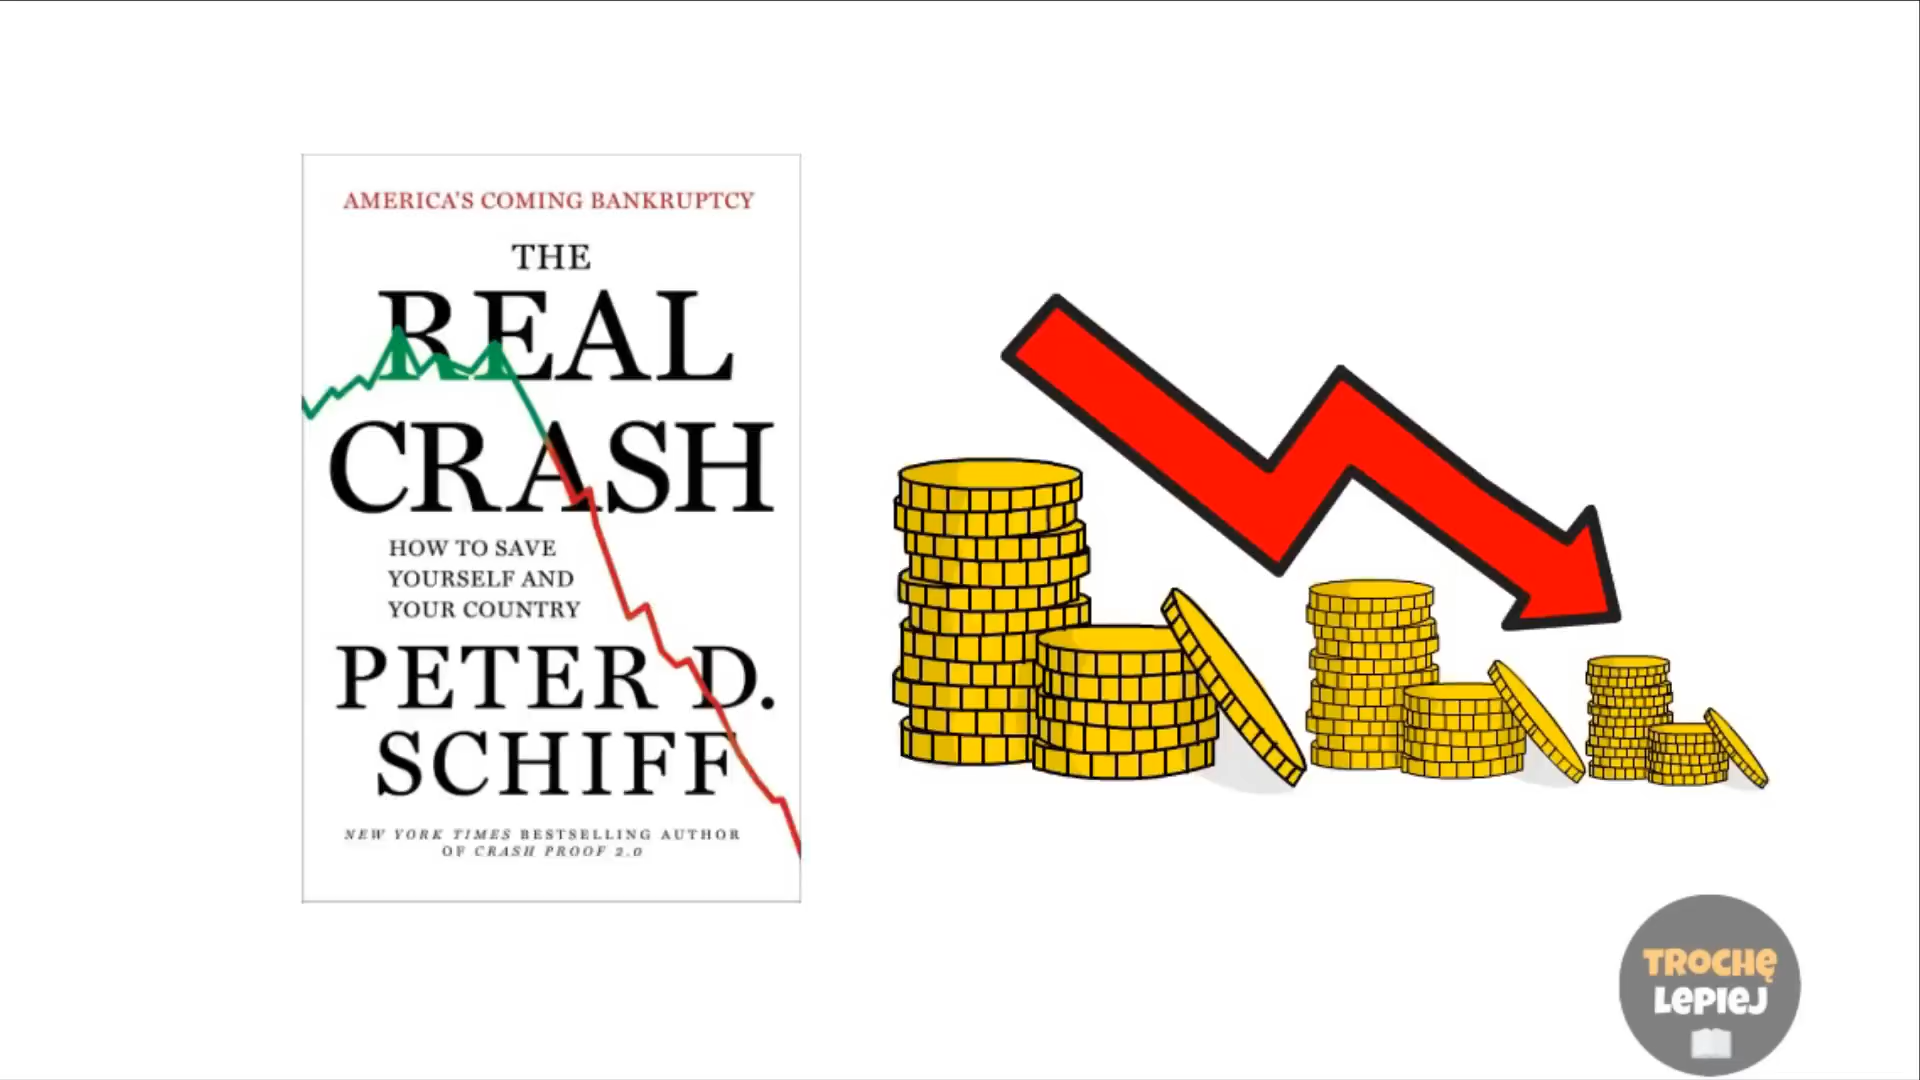 AMERICA'S COMING BANKRUPTCY
THE
REAL
CRASH
HOW TO SAVE
YOURSELF AND
YOUR COUNTRY
PETER D.
SCHIFF
NEW YORK TIMES BESTSELLING AUTHOR
OF CRASH PROOF 2.0
TROCHĘ
LEPIEJ